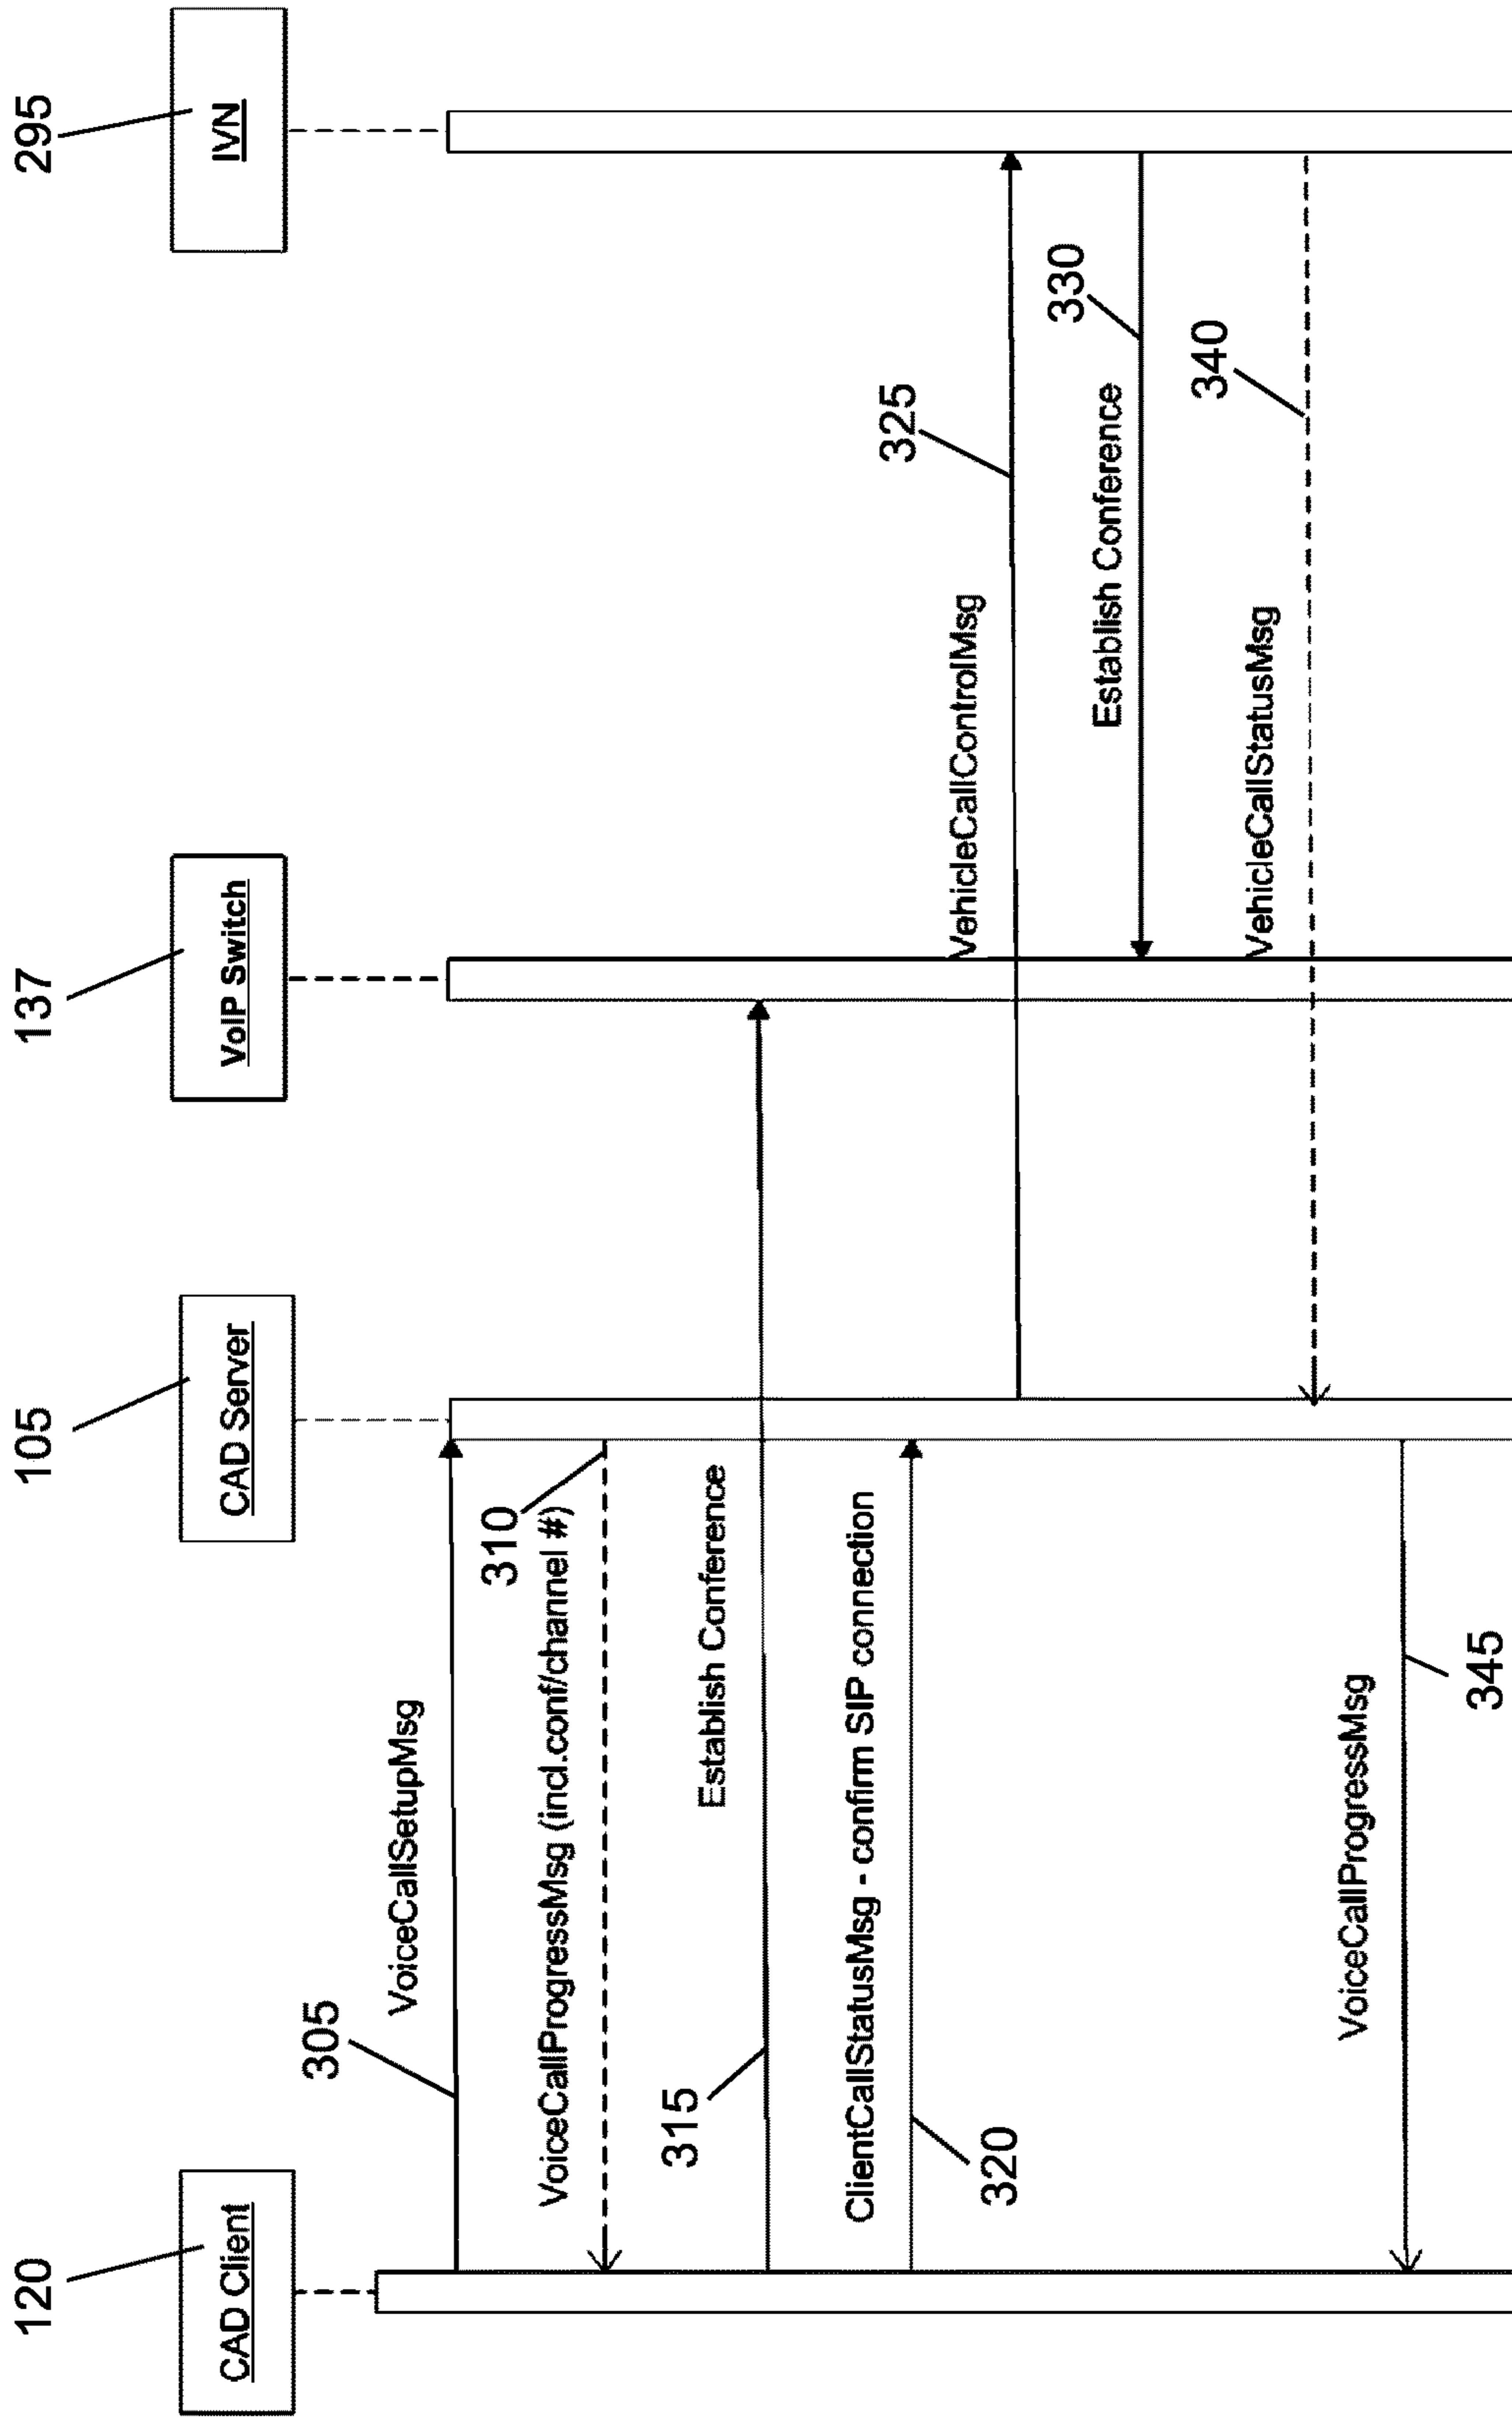 120
105
137
295
CAD Client
CAD Server
VoIP Switch
IVN
305
VoiceCallSetupMsg
310
VoiceCallProgressMsg (incl.conf/channel #)
315
Establish Conference
320
ClientCallStatusMsg - confirm SIP connection
325
VehicleCallControlMsg
330
Establish Conference
340
VehicleCallStatusMsg
VoiceCallProgressMsg
345